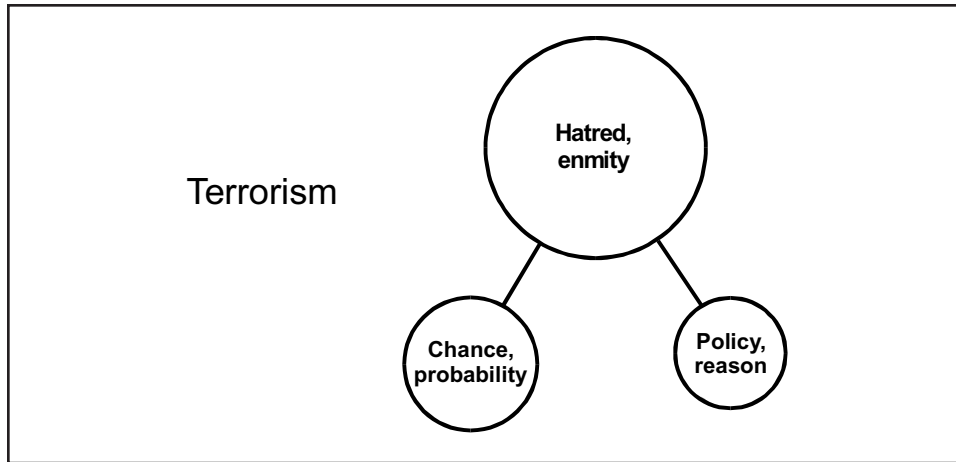 Hatred,
enmity
Terrorism
Chance,
probability
Policy,
reason